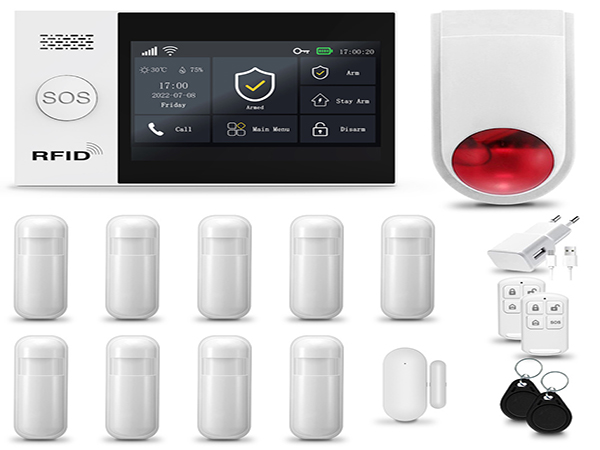 17:00:20
30℃ 75%
17:00
2022-07-08
Friday
Armed
Arm
Stay Arm
Call
Main Menu
Disarm
SOS
RFID
SOS